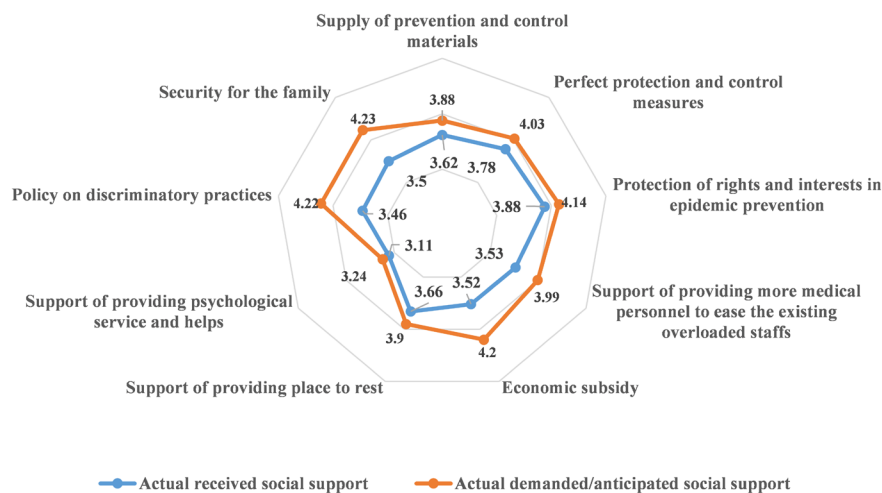 Supply of prevention and control
materials
Perfect protection and control
measures
Security for the family
3.88
4.23
4.03
3.62
3.78
3.5
Policy on discriminatory practices
Protection of rights and interests in
epidemic prevention
4.22
3.46
3.88
4.14
3.11
3.53
3.24
3.66
3.52
3.99
Support of providing psychological
service and helps
Support of providing more medical
personnel to ease the existing
overloaded staffs
3.9
4.2
Support of providing place to rest
Economic subsidy
Actual received social support
Actual demanded/anticipated social support